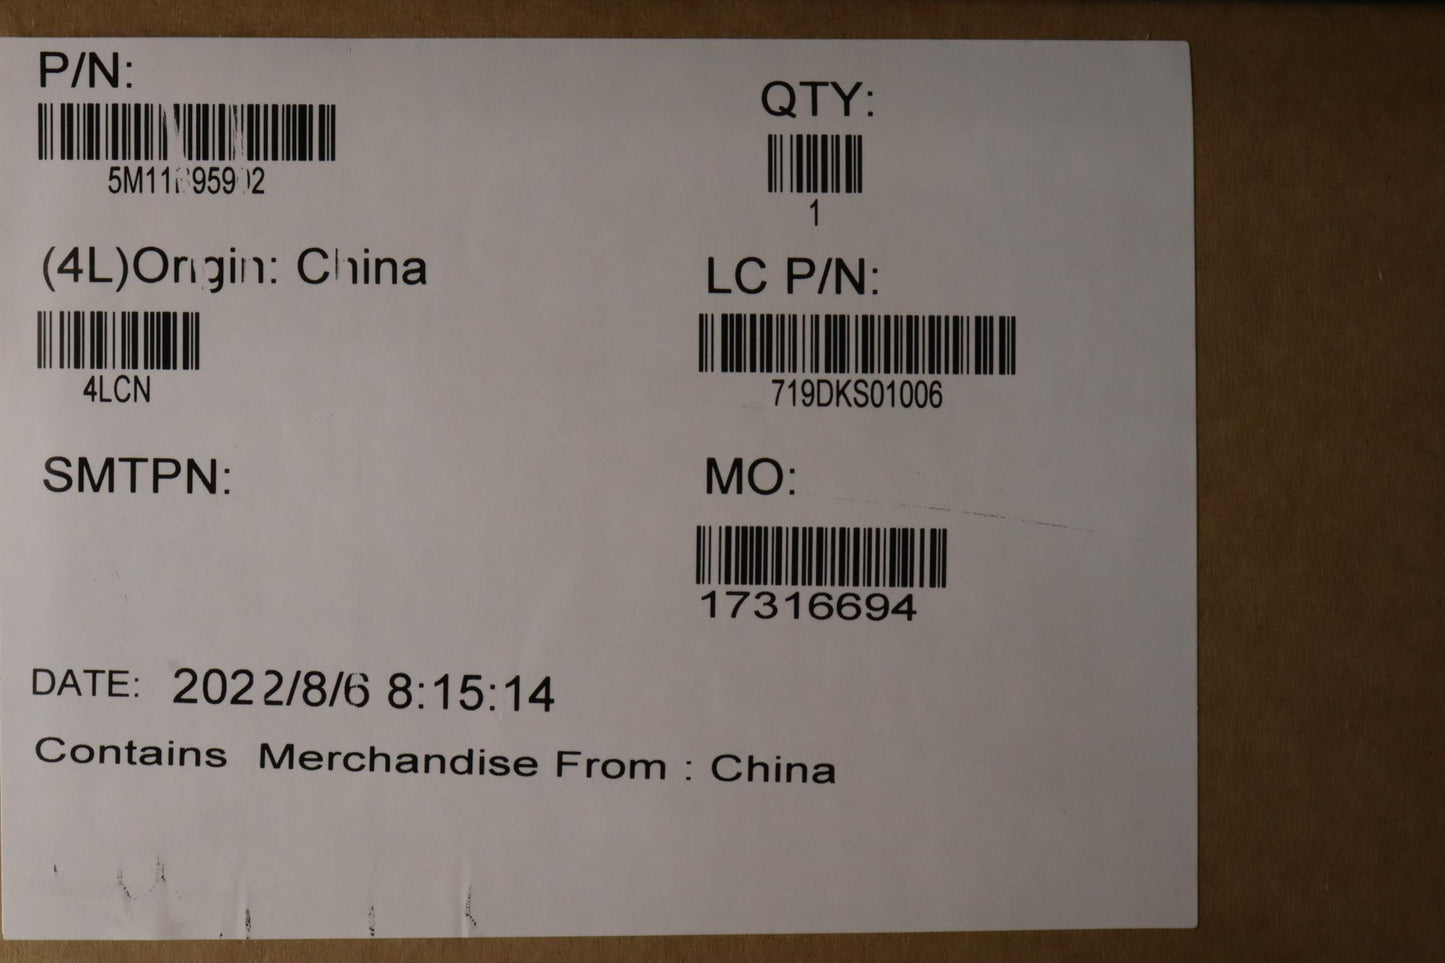 P/N:
QTY:
1
(4L)Origin: China
LC P/N:
4LCN
719DKS01006
SMTPN:
MO:
17316694
DATE: 2022/8/6 8:15:14
Contains Merchandise From : China